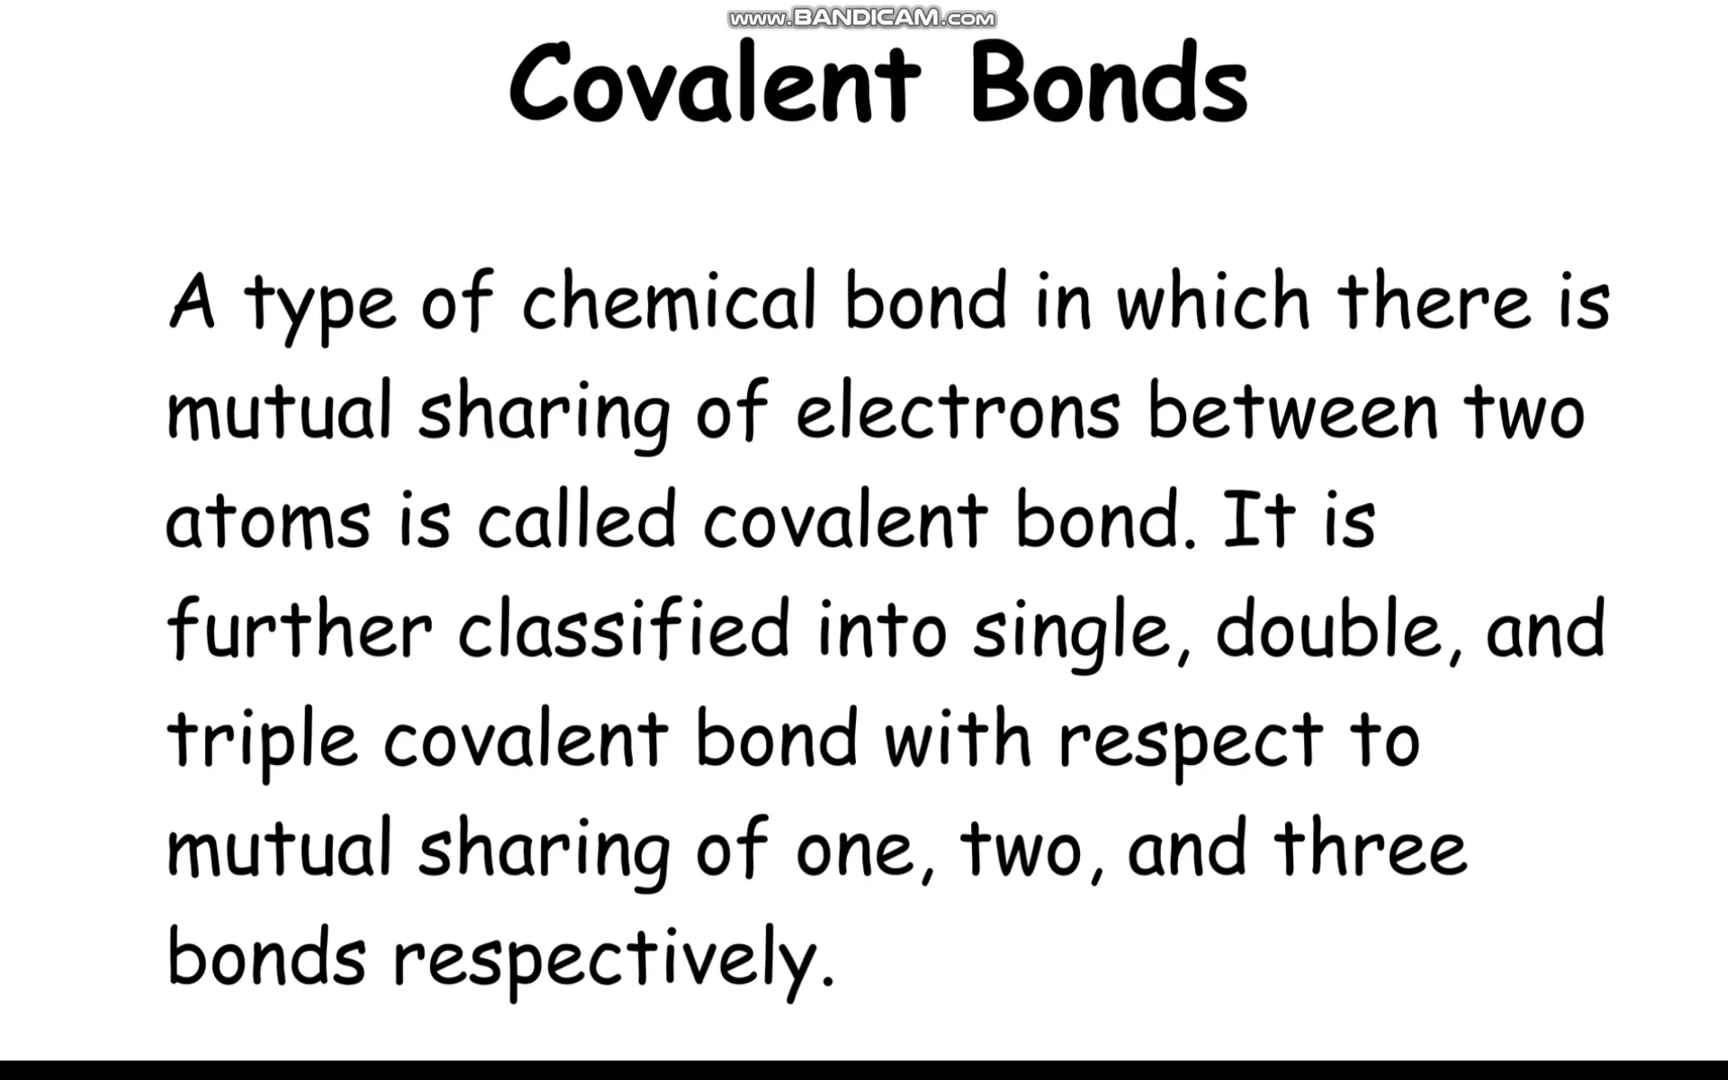 www.BANDICAM.com
Covalent Bonds
A type of chemical bond in which there is
mutual sharing of electrons between two
atoms is called covalent bond. It is
further classified into single, double, and
triple covalent bond with respect to
mutual sharing of one, two, and three
bonds respectively.